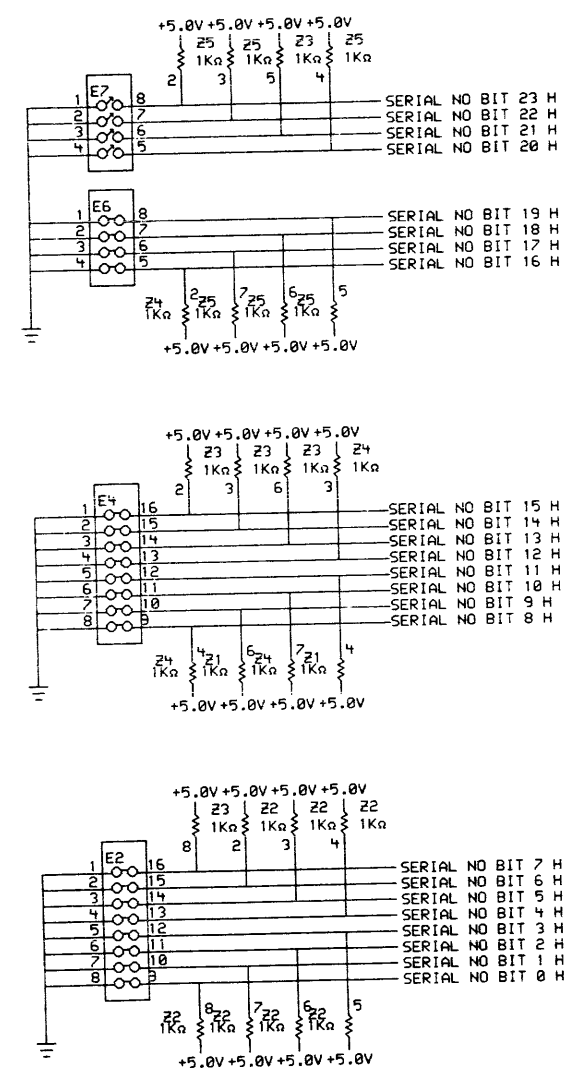 +5.0V +5.0V +5.0V +5.0V
Z5 Z5 Z3 Z5
1KΩ 1KΩ 1KΩ 1KΩ
2 3 5 4
E7
1 8 SERIAL NO BIT 23 H
2 7 SERIAL NO BIT 22 H
3 6 SERIAL NO BIT 21 H
4 5 SERIAL NO BIT 20 H
E6
1 8 SERIAL NO BIT 19 H
2 7 SERIAL NO BIT 18 H
3 6 SERIAL NO BIT 17 H
4 5 SERIAL NO BIT 16 H
2 7 6 5
Z4 Z5 Z5 Z5
1KΩ 1KΩ 1KΩ 1KΩ
+5.0V +5.0V +5.0V +5.0V
+5.0V +5.0V +5.0V +5.0V
Z3 Z3 Z3 Z4
1KΩ 1KΩ 1KΩ 1KΩ
2 3 6 3
E4
1 16 SERIAL NO BIT 15 H
2 15 SERIAL NO BIT 14 H
3 14 SERIAL NO BIT 13 H
4 13 SERIAL NO BIT 12 H
5 12 SERIAL NO BIT 11 H
6 11 SERIAL NO BIT 10 H
7 10 SERIAL NO BIT 9 H
8 9 SERIAL NO BIT 8 H
4 6 7 4
Z4 Z1 Z4 Z1
1KΩ 1KΩ 1KΩ 1KΩ
+5.0V +5.0V +5.0V +5.0V
+5.0V +5.0V +5.0V +5.0V
Z3 Z2 Z2 Z2
1KΩ 1KΩ 1KΩ 1KΩ
8 2 3 4
E2
1 16 SERIAL NO BIT 7 H
2 15 SERIAL NO BIT 6 H
3 14 SERIAL NO BIT 5 H
4 13 SERIAL NO BIT 4 H
5 12 SERIAL NO BIT 3 H
6 11 SERIAL NO BIT 2 H
7 10 SERIAL NO BIT 1 H
8 9 SERIAL NO BIT 0 H
8 7 6 5
Z2 Z2 Z2 Z2
1KΩ 1KΩ 1KΩ 1KΩ
+5.0V +5.0V +5.0V +5.0V